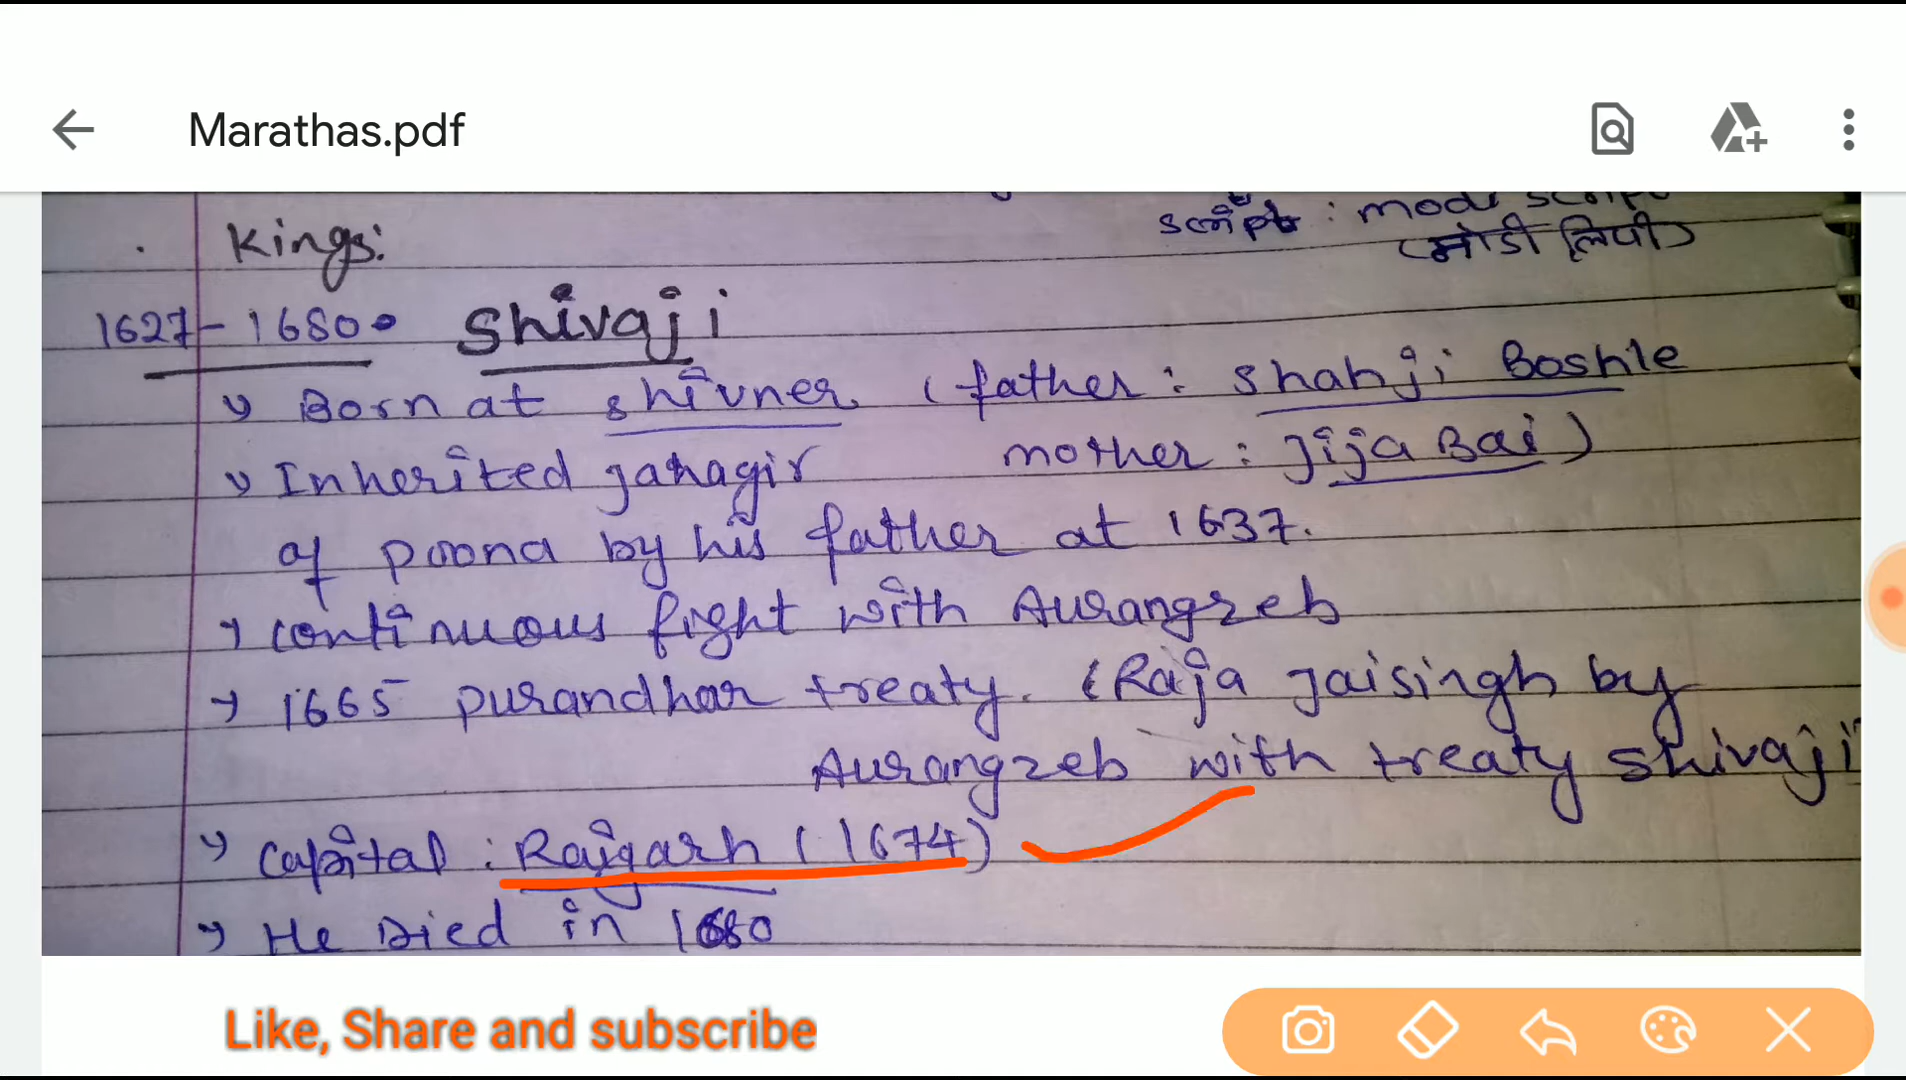 Marathas.pdf
Kings:
script : modi script
(मोडी लिपी)
1627-1680 Shivaji
Born at shivner (father : Shahji Boshle
mother : Jija Bai)
Inherited jahagir
of poona by his father at 1637.
continuous fight with Aurangzeb
1665 purandhar treaty. (Raja Jaisingh by
Aurangzeb with treaty Shivaji
capital : Raigarh (1674)
He Died in 1680
Like, Share and subscribe